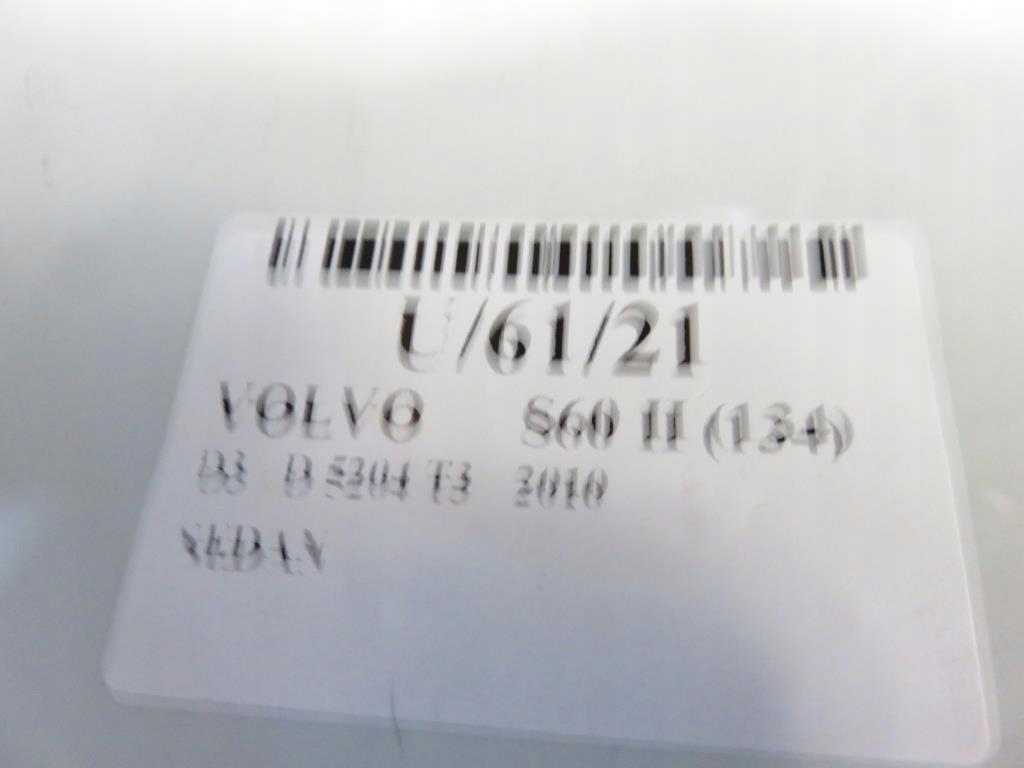 U/61/21
VOLVO S60 II (134)
D3 D 5204 T3 2010
SEDAN